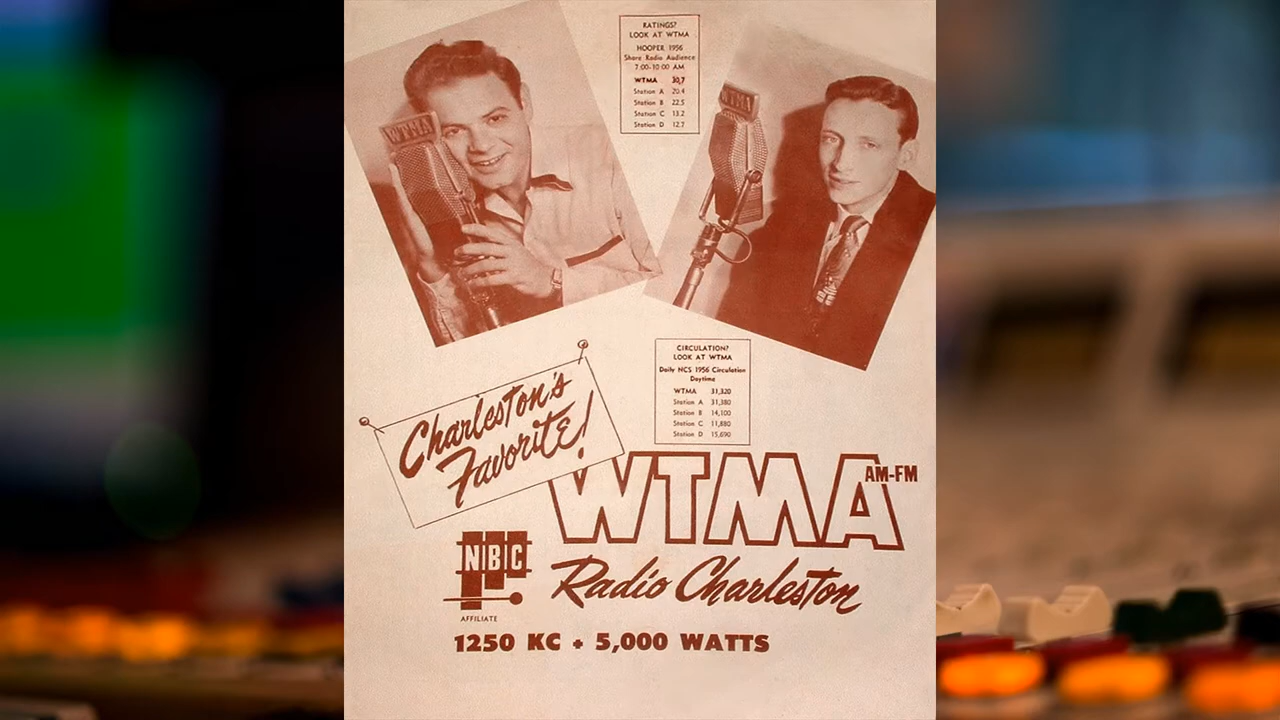 RATINGS?
LOOK AT WTMA
HOOPER 1956
Share Radio Audience
7:00-10:00 AM
WTMA 30.7
Station A 20.4
Station B 22.5
Station C 13.2
Station D 12.7
WTMA
WTMA
CIRCULATION?
LOOK AT WTMA
Daily NCS 1956 Circulation
Daytime
WTMA 31,320
Station A 31,380
Station B 14,100
Station C 11,880
Station D 15,690
Charleston's
Favorite!
WTMA AM-FM
NBC
AFFILIATE
Radio Charleston
1250 KC + 5,000 WATTS